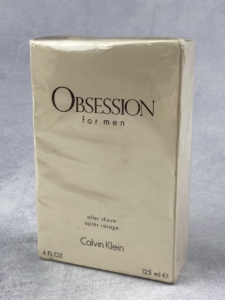 OBSESSION
for men
after shave
après rasage
Calvin Klein
4 FL OZ
125 ml e